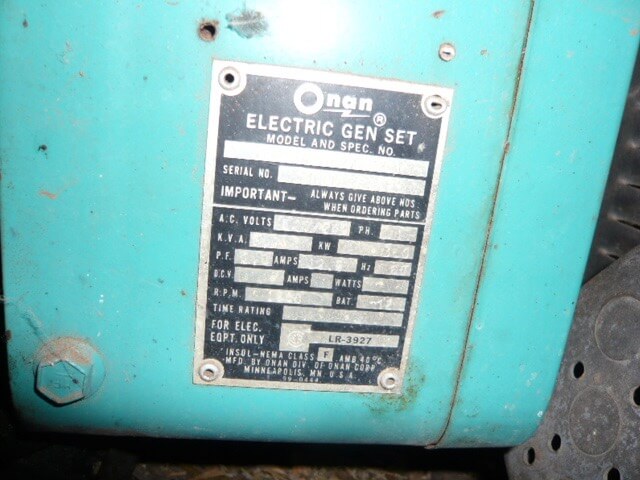 Onan ®
ELECTRIC GEN SET
MODEL AND SPEC. NO.
SERIAL NO.
IMPORTANT— ALWAYS GIVE ABOVE NOS
WHEN ORDERING PARTS
A.C. VOLTS PH.
K.V.A. KW
P.F. AMPS Hz
D.C.V. AMPS WATTS
R.P.M. BAT.
TIME RATING
FOR ELEC.
EQPT. ONLY LR-3927
INSUL-NEMA CLASS F AMB 40°C
MFD. BY ONAN DIV. OF ONAN CORP.
MINNEAPOLIS, MN. U.S.A.